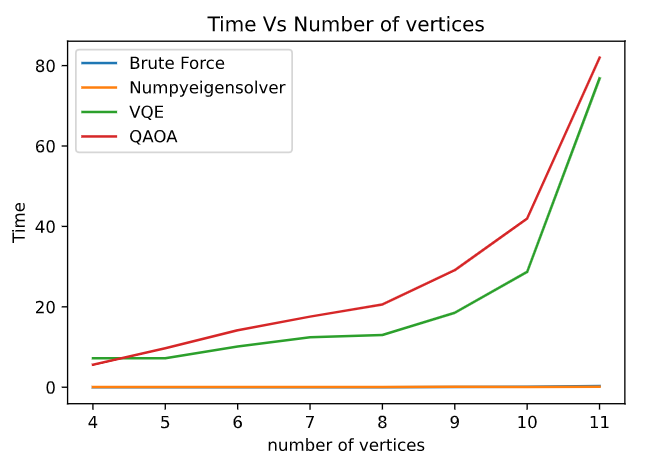 Time Vs Number of vertices
Brute Force
Numpyeigensolver
VQE
QAOA
80
60
40
20
0
Time
4 5 6 7 8 9 10 11
number of vertices